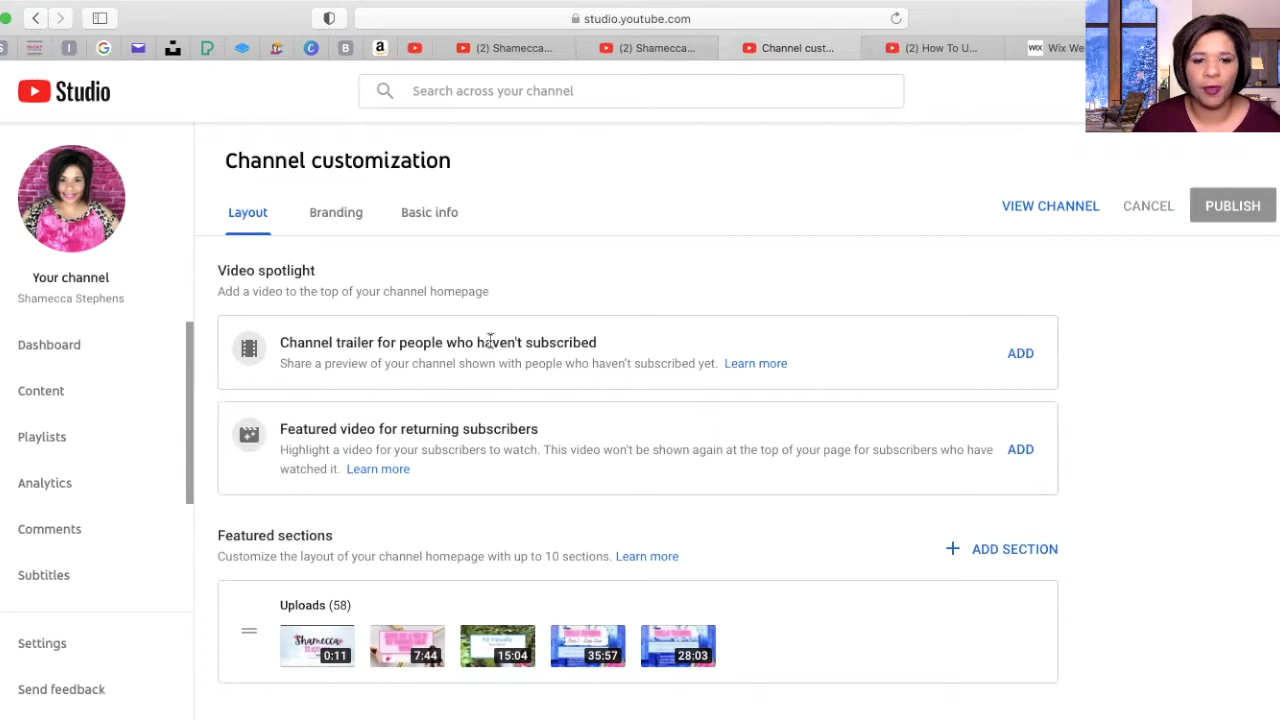 studio.youtube.com
(2) Shamecca...
(2) Shamecca...
Channel cust...
(2) How To U...
WIX Wix We
Studio
Search across your channel
Channel customization
Layout
Branding
Basic info
VIEW CHANNEL
CANCEL
PUBLISH
Your channel
Shamecca Stephens
Dashboard
Content
Playlists
Analytics
Comments
Subtitles
Settings
Send feedback
Video spotlight
Add a video to the top of your channel homepage
Channel trailer for people who haven't subscribed
Share a preview of your channel shown with people who haven't subscribed yet. Learn more
ADD
Featured video for returning subscribers
Highlight a video for your subscribers to watch. This video won't be shown again at the top of your page for subscribers who have
watched it. Learn more
ADD
Featured sections
Customize the layout of your channel homepage with up to 10 sections. Learn more
+ ADD SECTION
Uploads (58)
Shamecca
0:11
7:44
15:04
35:57
28:03